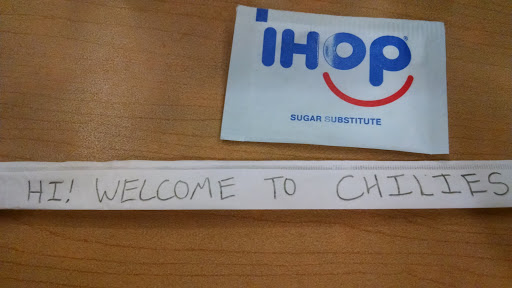 IHOP
SUGAR SUBSTITUTE
HI! WELCOME TO CHILIES